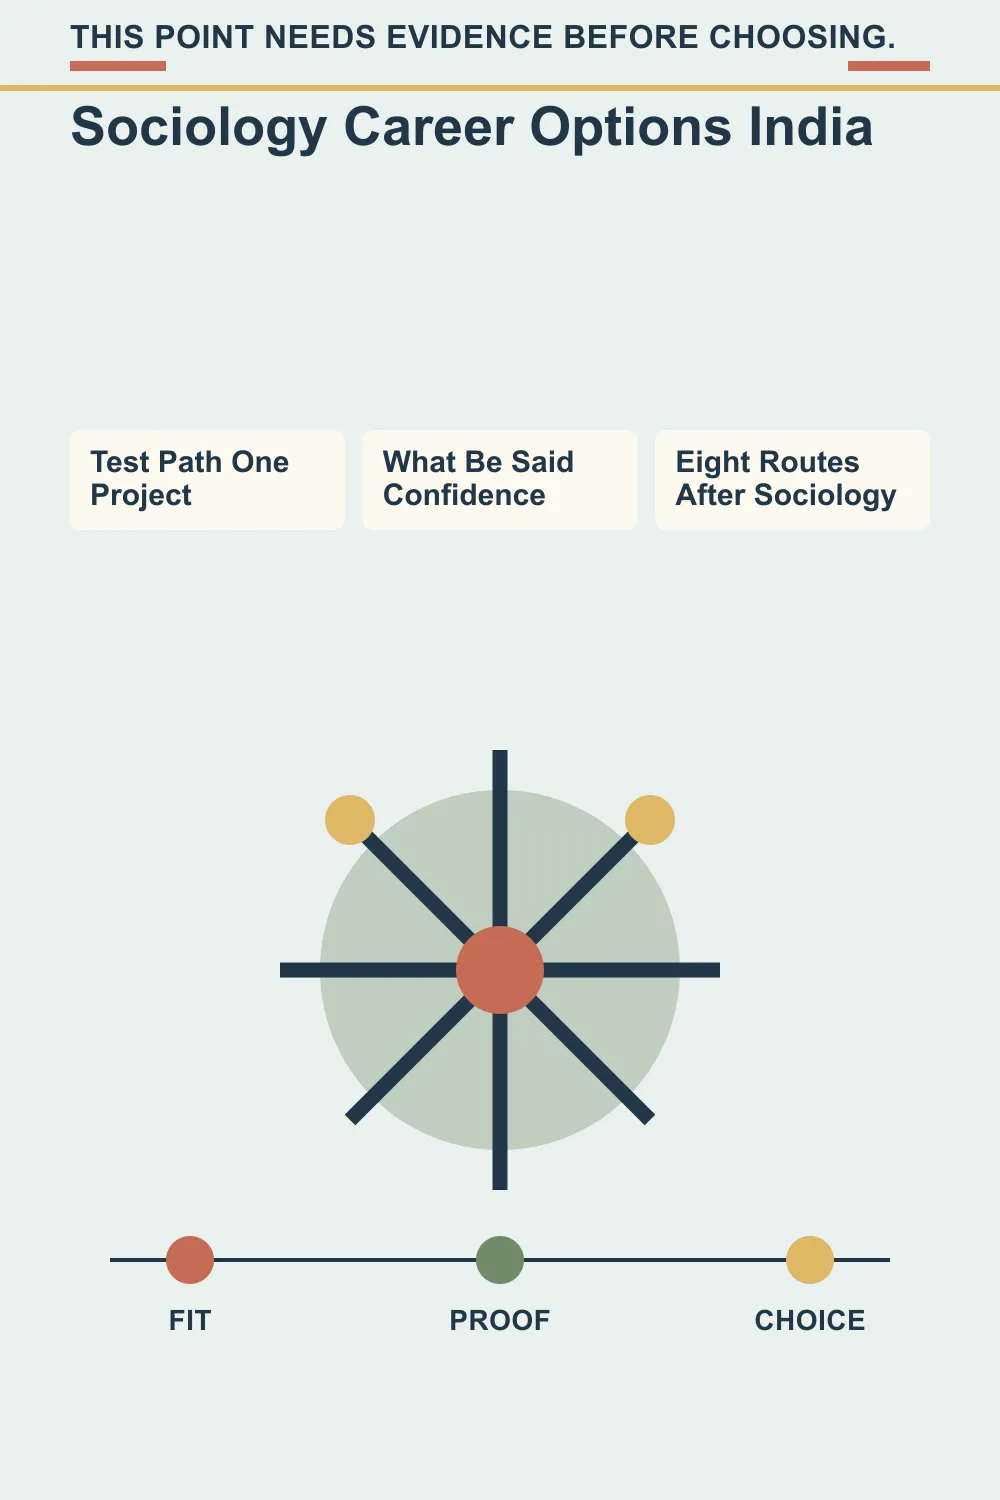 THIS POINT NEEDS EVIDENCE BEFORE CHOOSING.
Sociology Career Options India
Test Path One
Project
What Be Said
Confidence
Eight Routes
After Sociology
FIT
PROOF
CHOICE